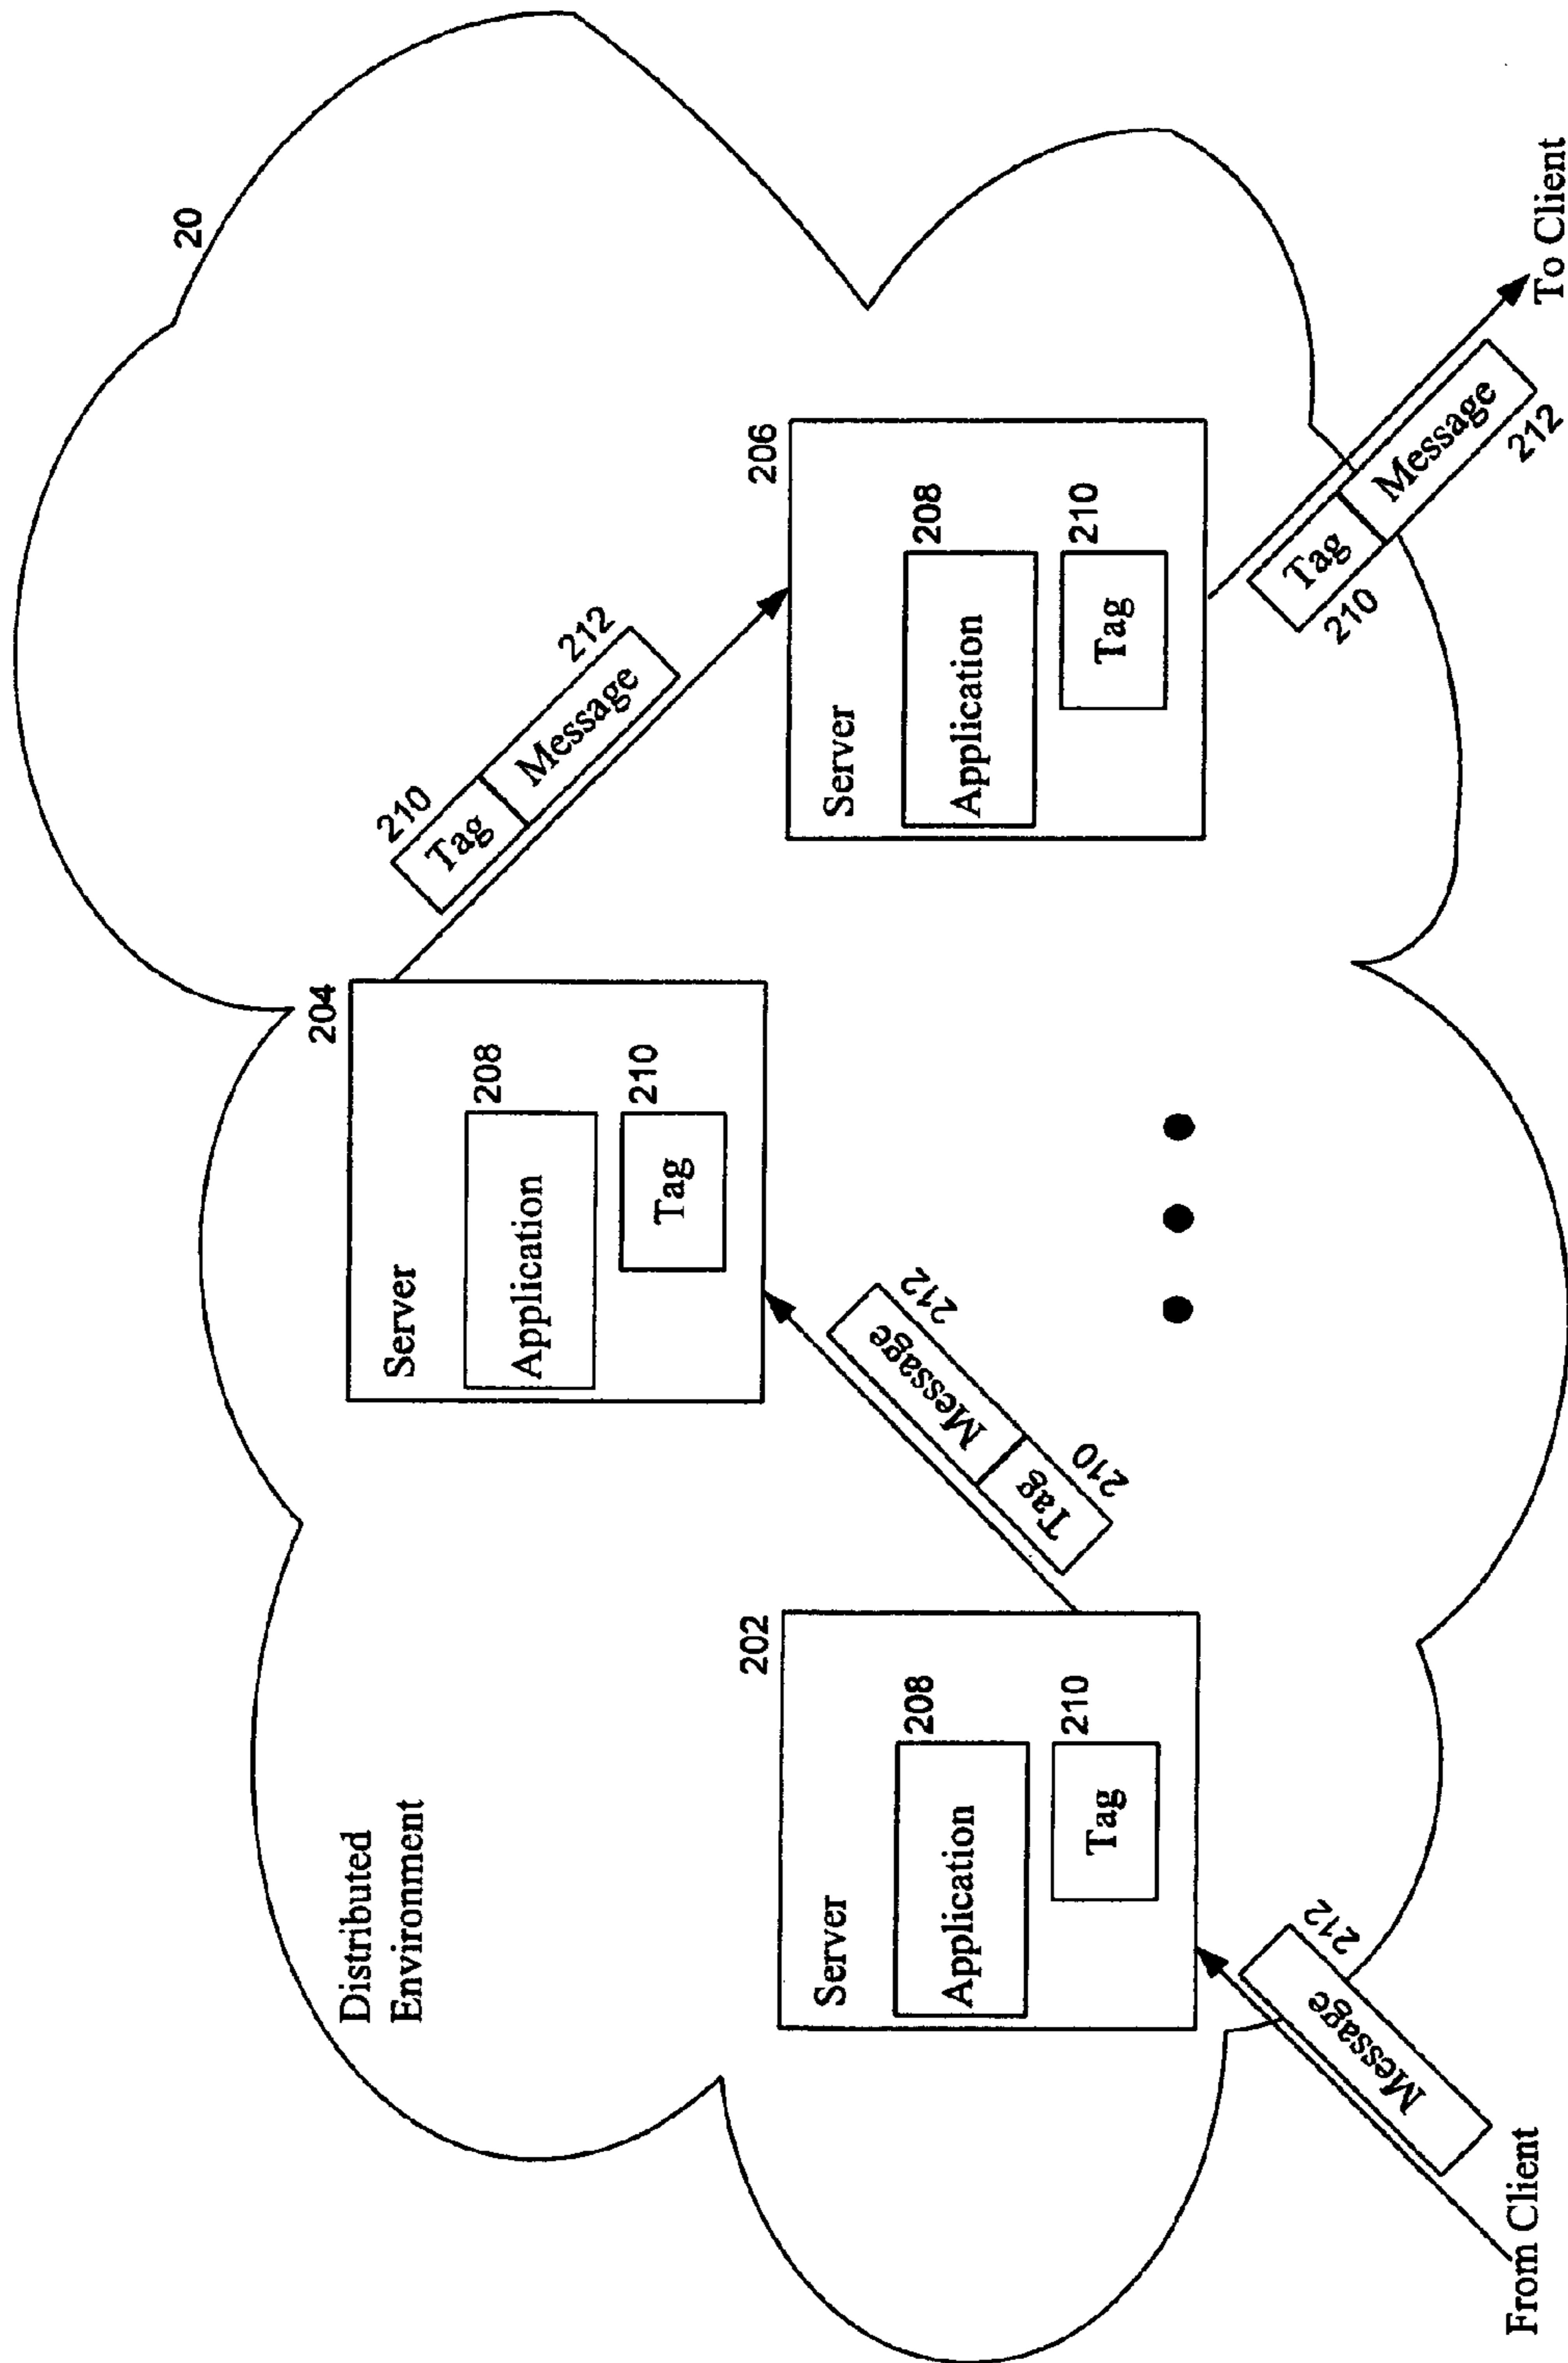 20
Distributed
Environment
204
Server
208
Application
210
Tag
210
Tag
212
Message
202
Server
208
Application
210
Tag
Message
212
Tag
210
206
Server
208
Application
210
Tag
From Client
Message
212
Tag
210
Message
212
To Client